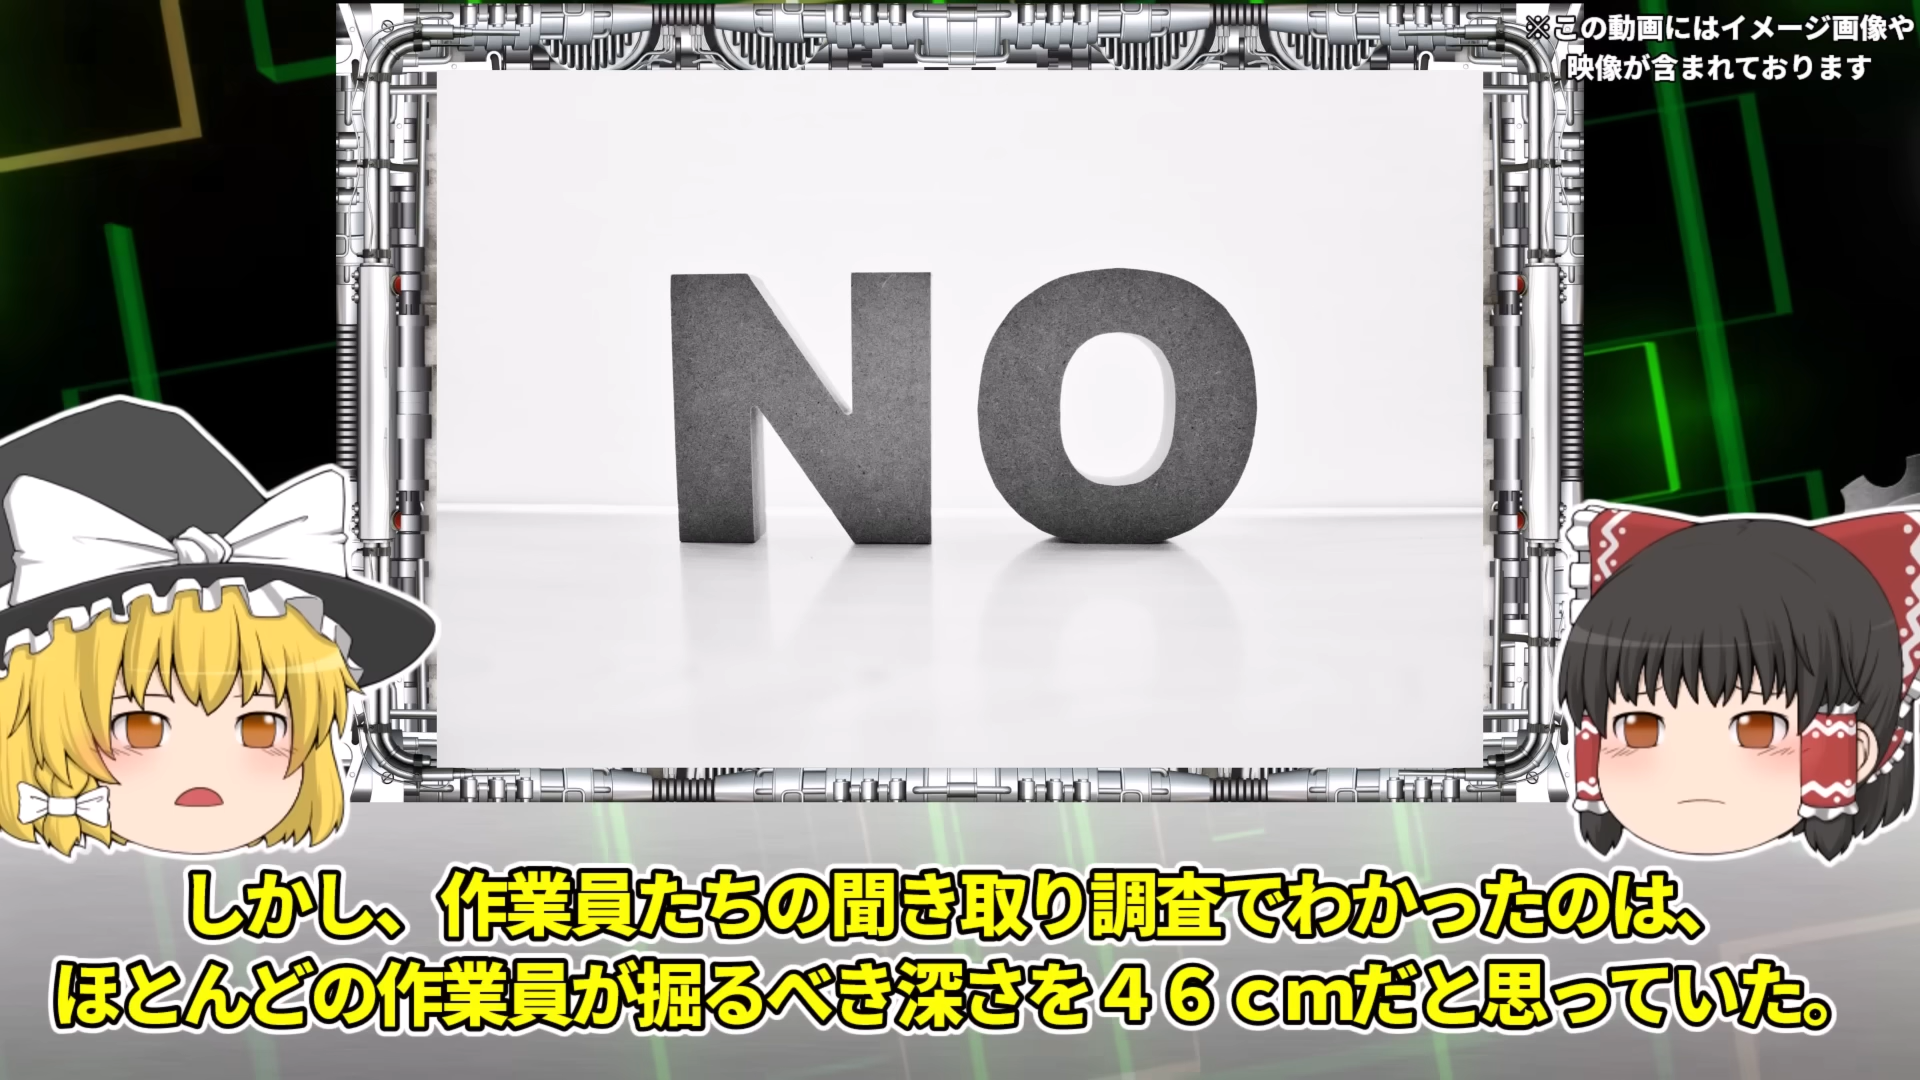 ※この動画にはイメージ画像や
映像が含まれております
NO
しかし、作業員たちの聞き取り調査でわかったのは、
ほとんどの作業員が掘るべき深さを４６ｃｍだと思っていた。